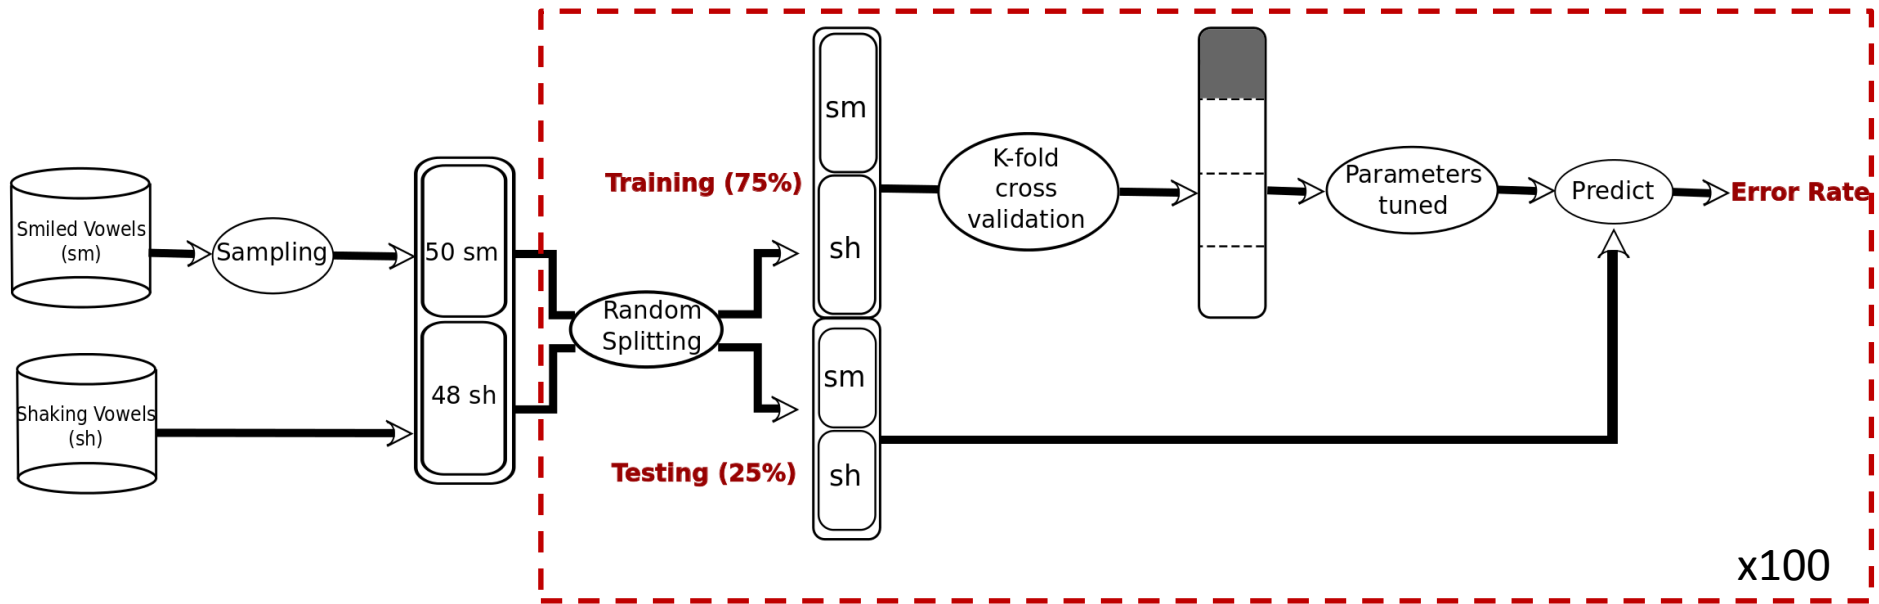 Smiled Vowels
(sm)
Sampling
Shaking Vowels
(sh)
50 sm
48 sh
Random
Splitting
Training (75%)
Testing (25%)
sm
sh
sm
sh
K-fold
cross
validation
Parameters
tuned
Predict
Error Rate
x100